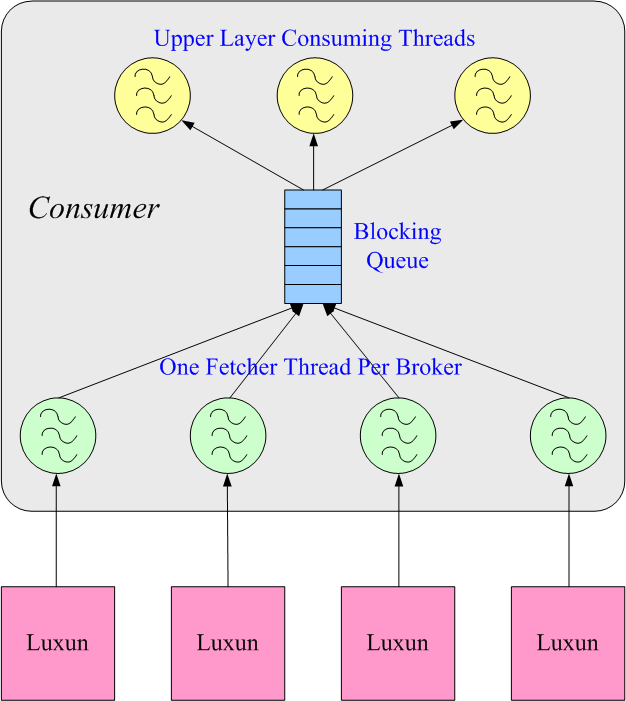 Upper Layer Consuming Threads
Consumer
Blocking
Queue
One Fetcher Thread Per Broker
Luxun
Luxun
Luxun
Luxun